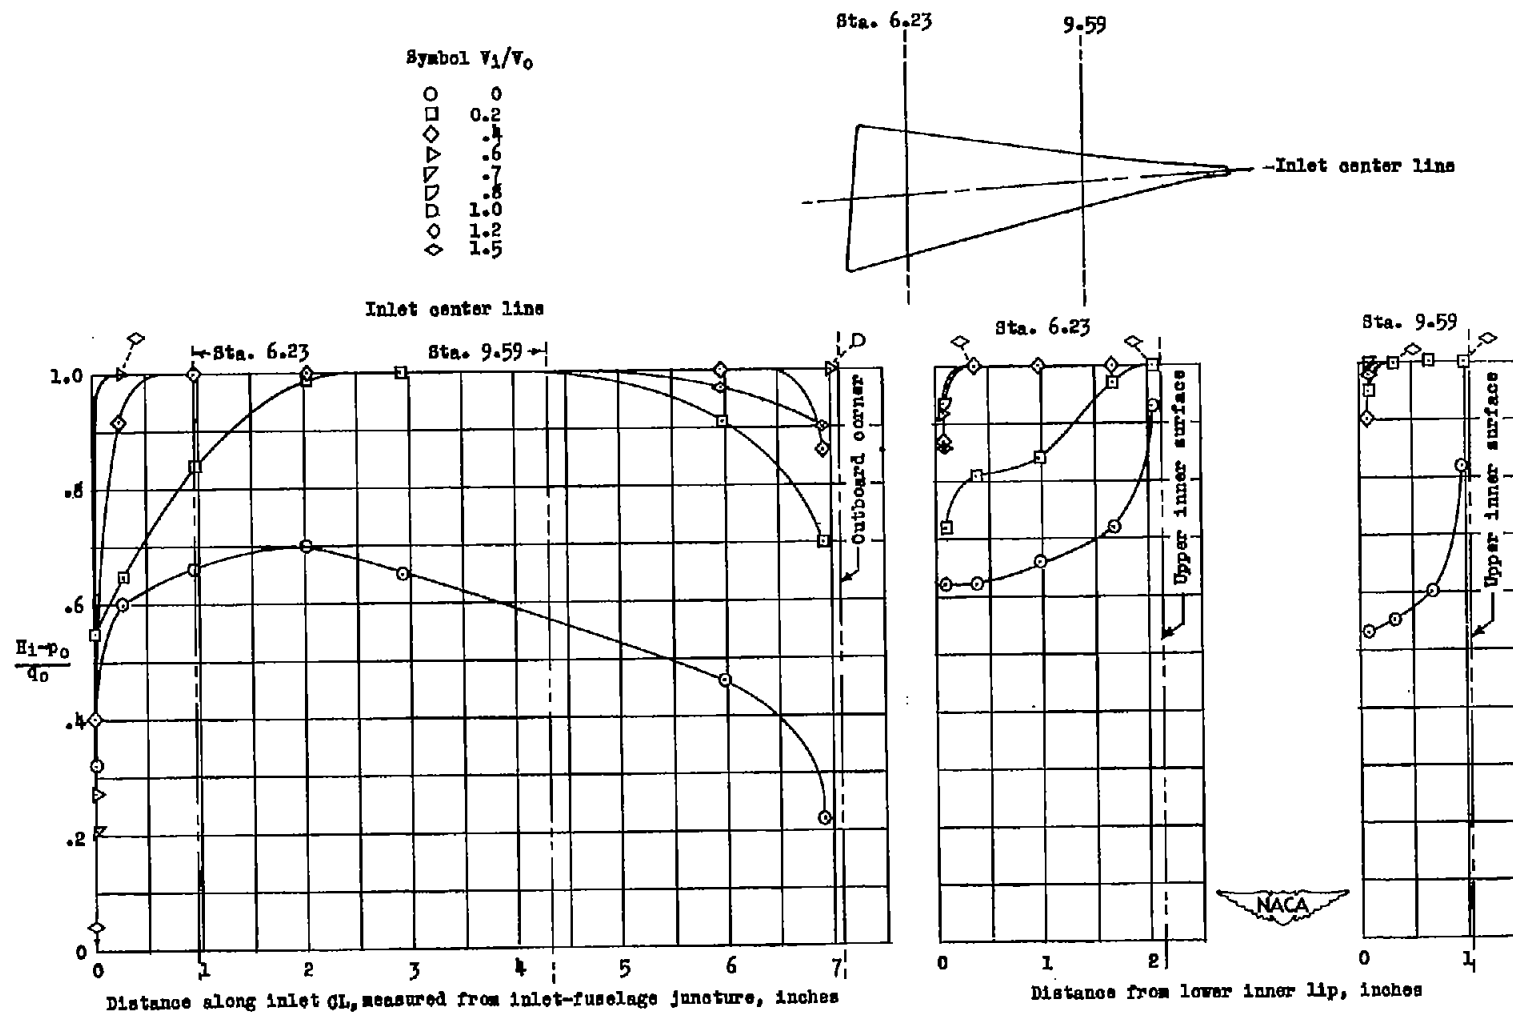 Sta. 6.23
9.59
Symbol Vi/Vo
0
0.2
.4
.6
.7
.8
1.0
1.2
1.5
Inlet center line
Inlet center line
Sta. 6.23
Sta. 9.59
Sta. 6.23
Sta. 9.59
1.0
.8
.6
.4
.2
0
Hi-po
qo
Outboard corner
Upper inner surface
Upper inner surface
NACA
0 1 2 3 4 5 6 7
0 1 2
0 1
Distance along inlet CL, measured from inlet-fuselage juncture, inches
Distance from lower inner lip, inches